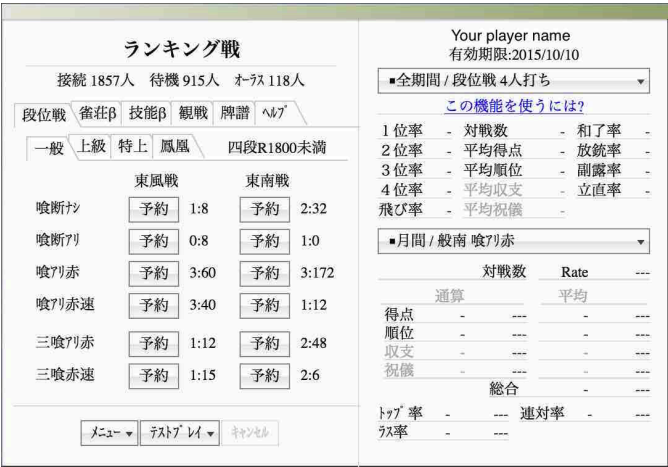 ランキング戦
接続 1857人 待機 915人 ｵｰﾗｽ 118人
段位戦 雀荘β 技能β 観戦 牌譜 ﾍﾙﾌﾟ
一般 上級 特上 鳳凰 四段R1800未満
東風戦 東南戦
喰断ﾅｼ 予約 1:8 予約 2:32
喰断ｱﾘ 予約 0:8 予約 1:0
喰ｱﾘ赤 予約 3:60 予約 3:172
喰ｱﾘ赤速 予約 3:40 予約 1:12
三喰ｱﾘ赤 予約 1:12 予約 2:48
三喰赤速 予約 1:15 予約 2:6
ﾒﾆｭｰ ▾ ﾃｽﾄﾌﾟﾚｲ ▾ ｷｬﾝｾﾙ
Your player name
有効期限:2015/10/10
▪全期間 / 段位戦 4人打ち
この機能を使うには?
1位率 - 対戦数 - 和了率 -
2位率 - 平均得点 - 放銃率 -
3位率 - 平均順位 - 副露率 -
4位率 - 平均収支 - 立直率 -
飛び率 - 平均祝儀 -
▪月間 / 般南 喰ｱﾘ赤
対戦数 Rate ---
通算 平均
得点 - --- - ---
順位 - --- - ---
収支 - --- - ---
祝儀 - --- - ---
総合 - ---
ﾄｯﾌﾟ率 - --- 連対率 - ---
ﾗｽ率 - ---